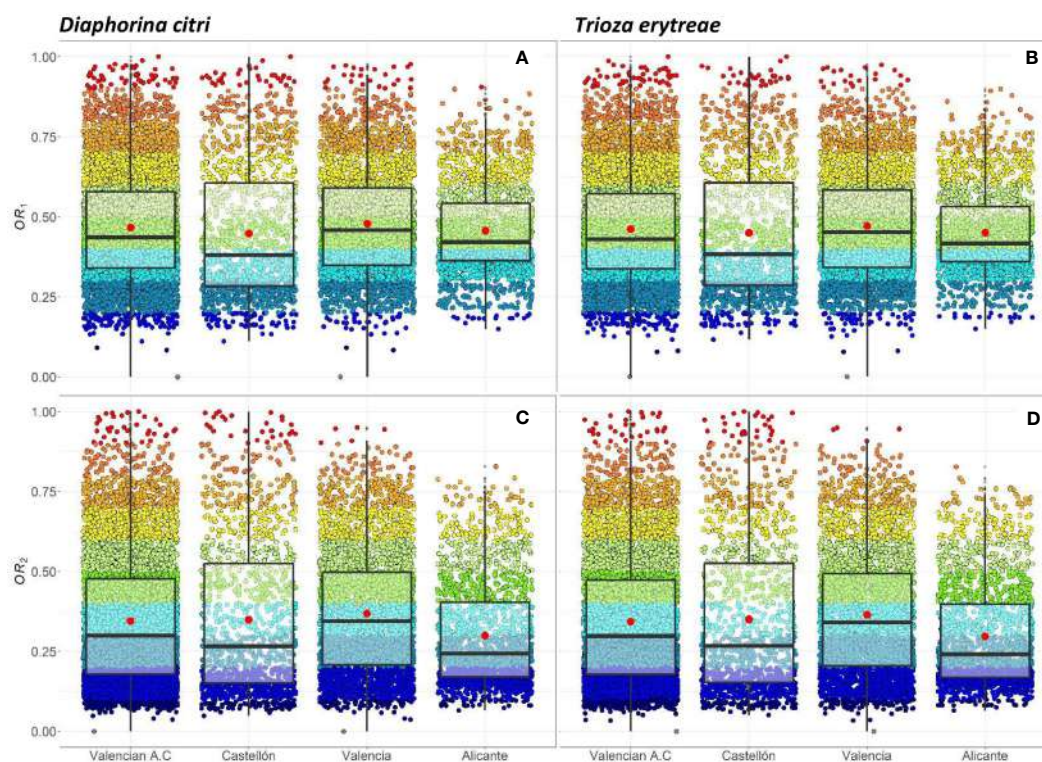 Diaphorina citri
Trioza erytreae
A
B
1.00
0.75
0.50
0.25
0.00
OR1
C
D
1.00
0.75
0.50
0.25
0.00
OR2
Valencian A.C
Castellón
Valencia
Alicante
Valencian A.C
Castellón
Valencia
Alicante